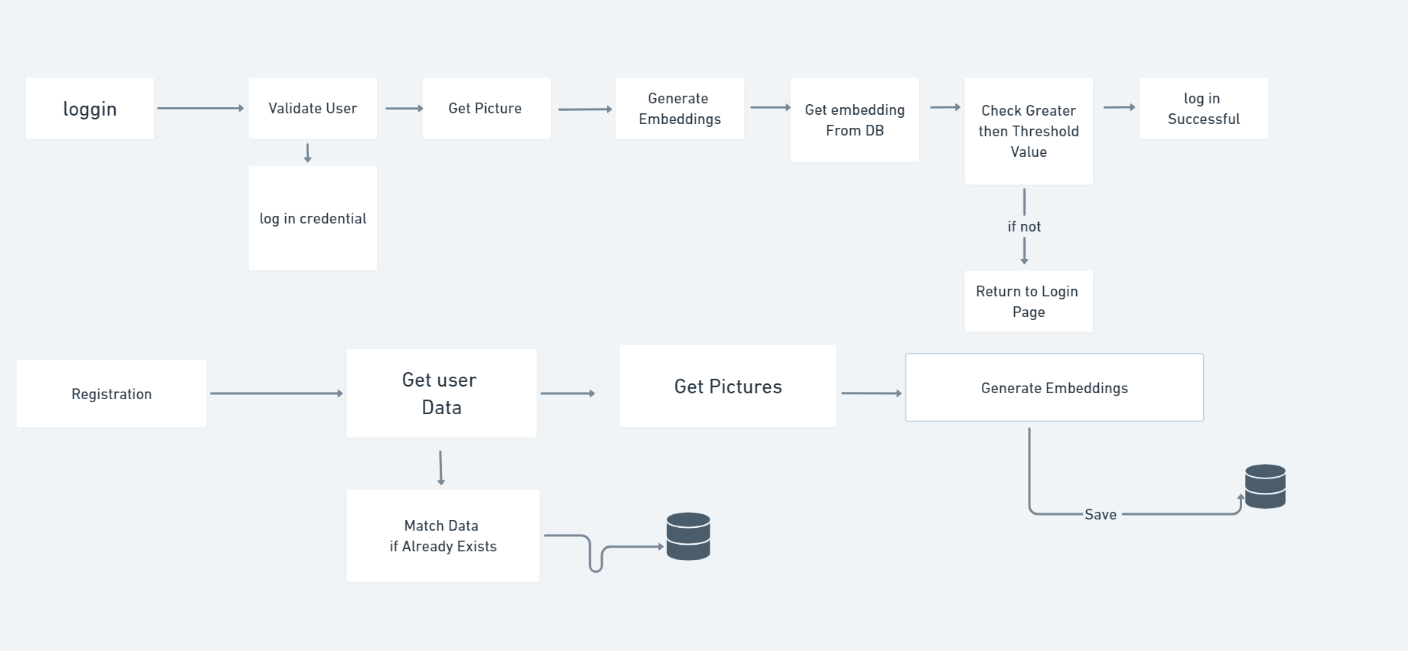 loggin
Validate User
Get Picture
Generate
Embeddings
Get embedding
From DB
Check Greater
then Threshold
Value
log in
Successful
log in credential
if not
Return to Login
Page
Registration
Get user
Data
Get Pictures
Generate Embeddings
Match Data
if Already Exists
Save